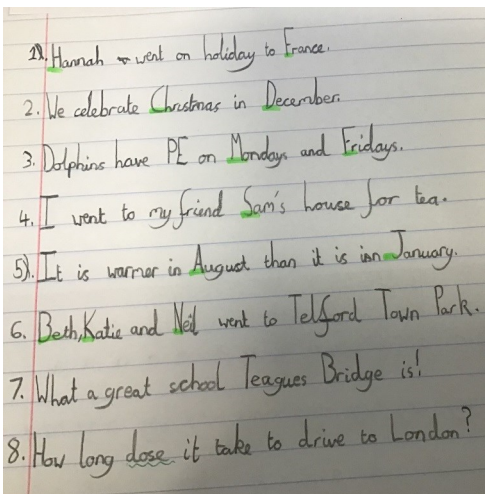 1). Hannah went on holiday to France.
2. We celebrate Christmas in December.
3. Dolphins have PE on Mondays and Fridays.
4. I went to my friend Sam's house for tea.
5). It is warmer in August than it is in January.
6. Beth, Katie and Neil went to Telford Town Park.
7. What a great school Teagues Bridge is!
8. How long dose it take to drive to London?